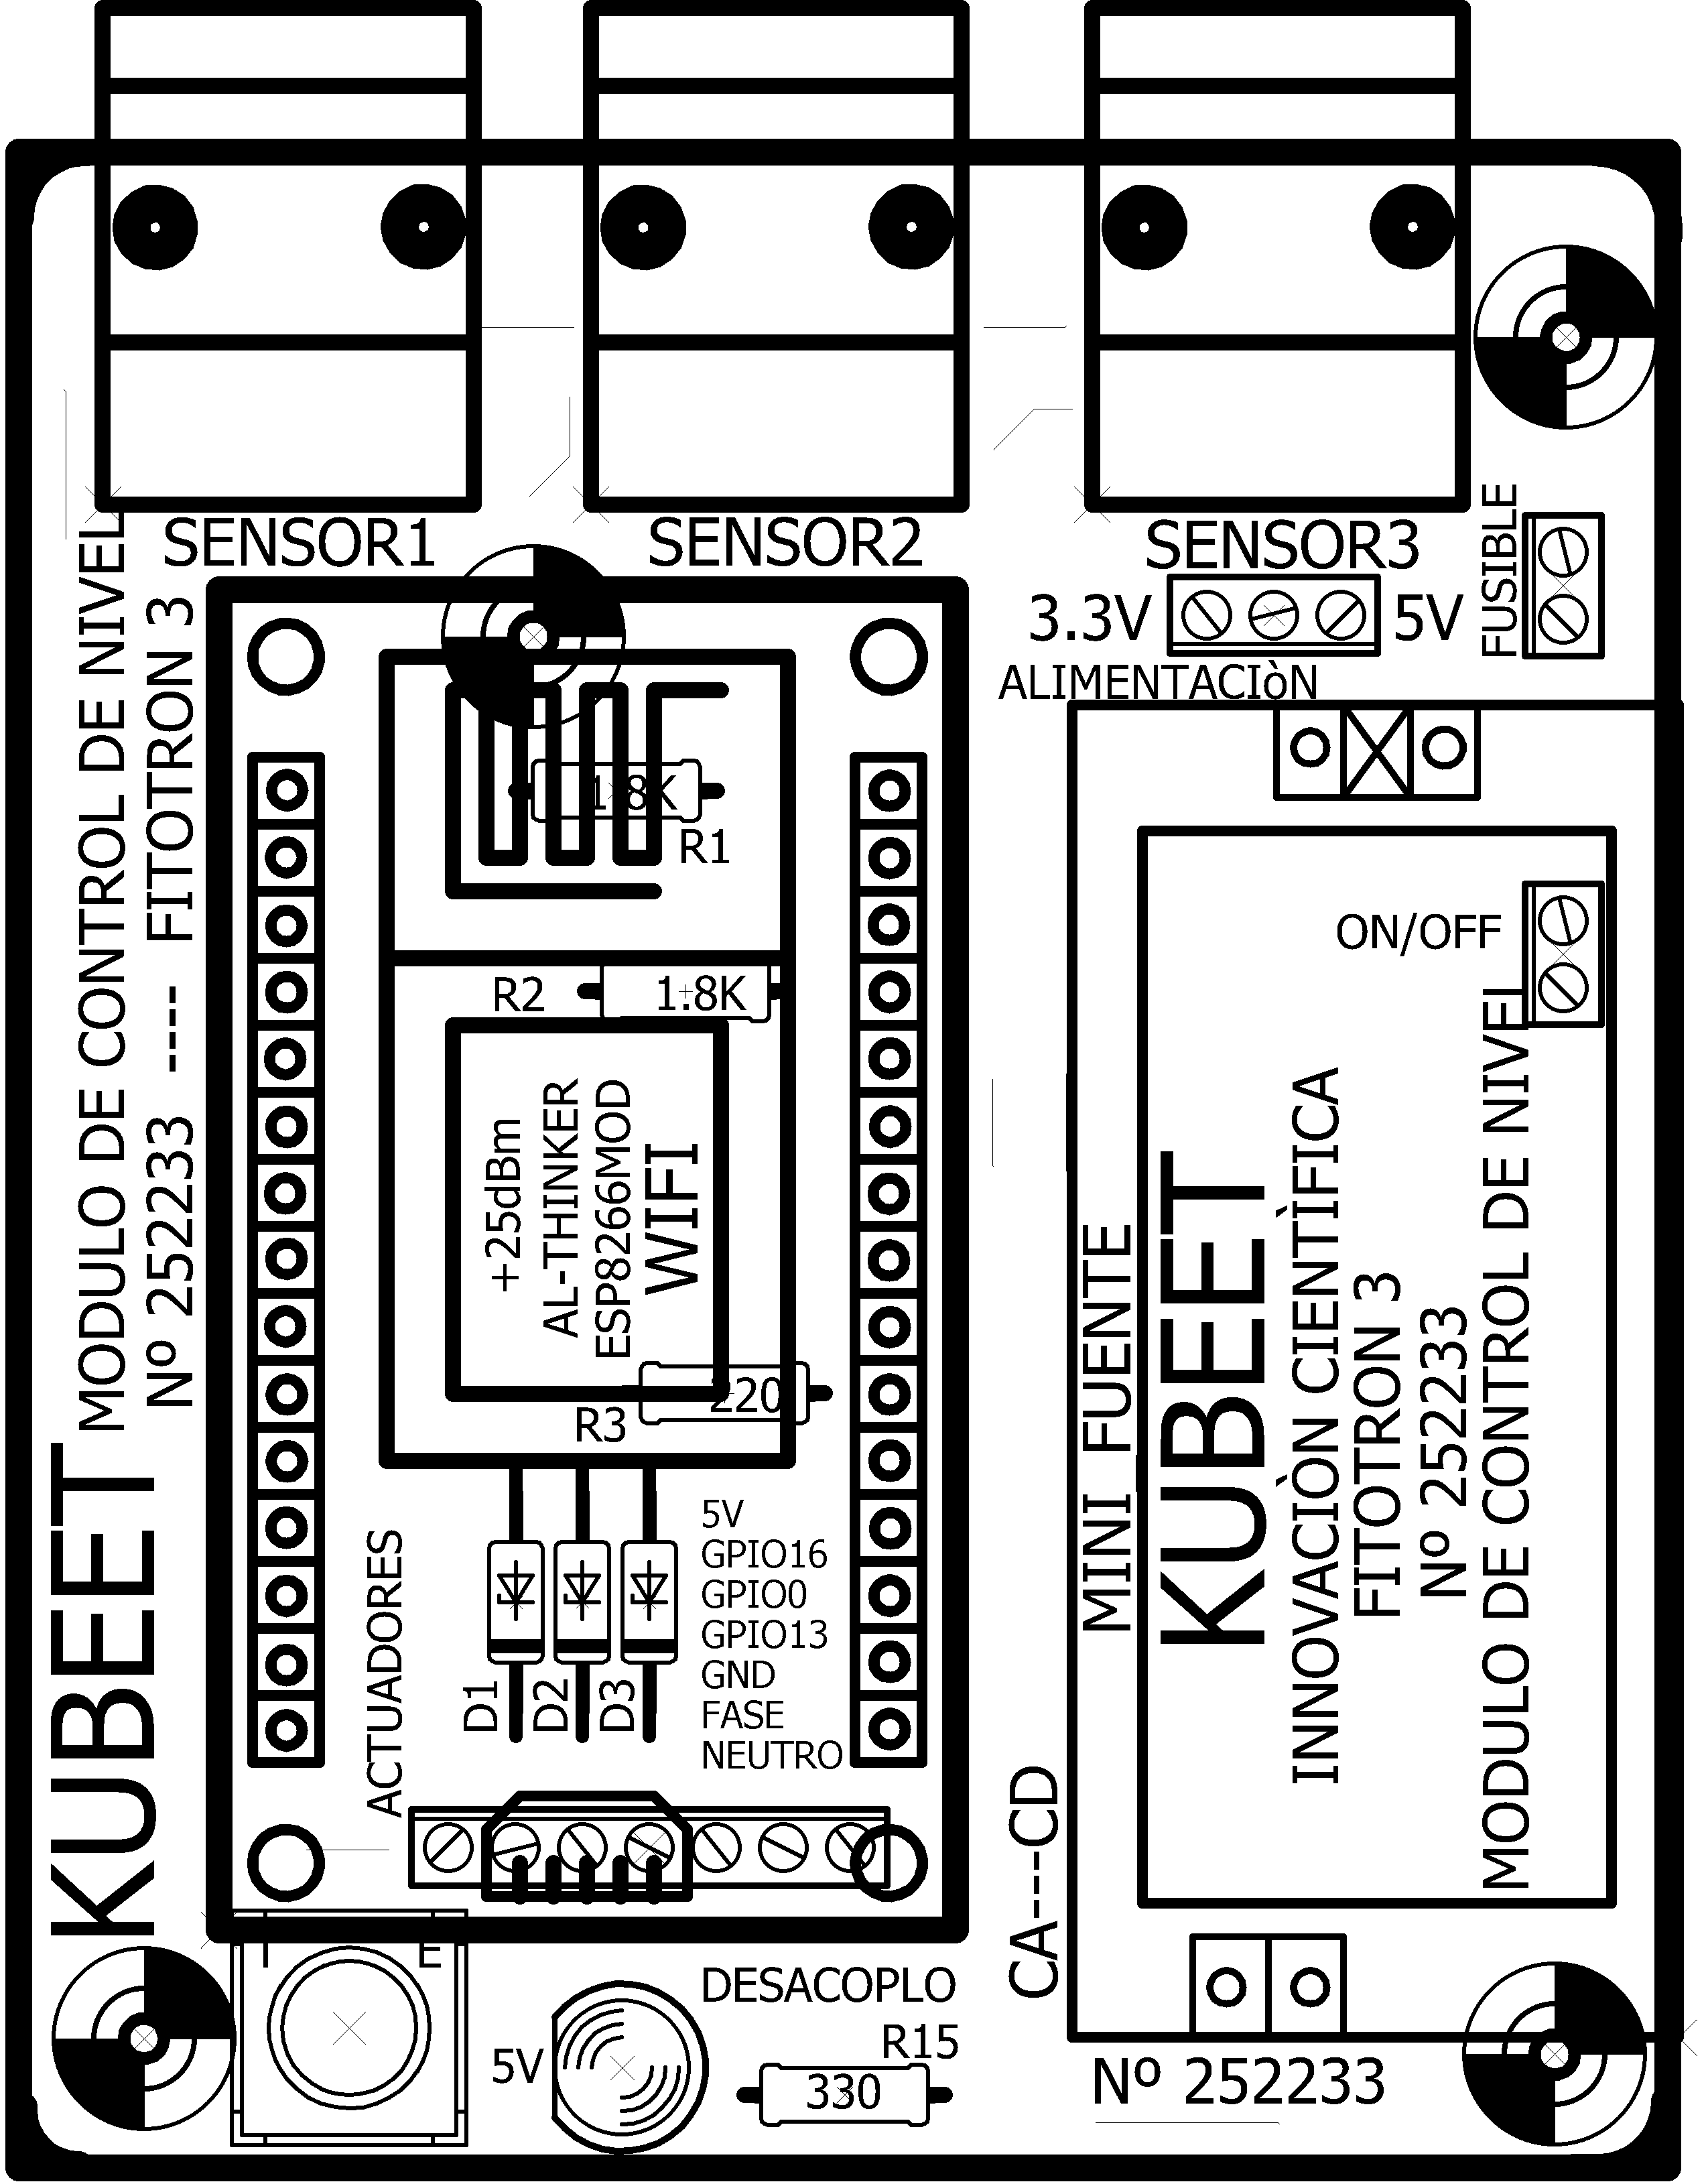 SENSOR1
SENSOR2
SENSOR3
3.3V
5V
FUSIBLE
ALIMENTACIòN
MODULO DE CONTROL DE NIVEL
Nº 252233 ---- FITOTRON 3
KUBEET
1.8K
R1
R2
1.8K
+25dBm
AL-THINKER
ESP8266MOD
WIFI
220
R3
ACTUADORES
D1
D2
D3
5V
GPIO16
GPIO0
GPIO13
GND
FASE
NEUTRO
ON/OFF
MINI FUENTE
KUBEET
INNOVACIÒN CIENTÌFICA
FITOTRON 3
Nº 252233
MODULO DE CONTROL DE NIVEL
CA----CD
5V
DESACOPLO
R15
330
Nº 252233